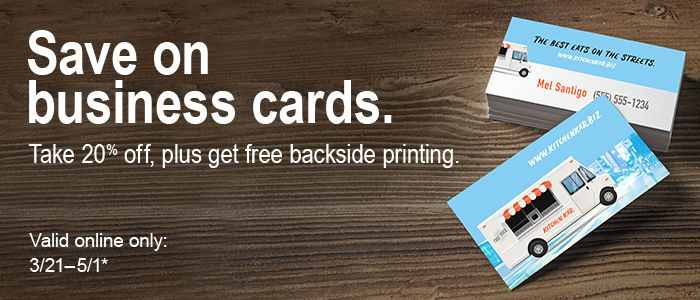 Save on
business cards.
Take 20% off, plus get free backside printing.
Valid online only:
3/21–5/1*
THE BEST EATS ON THE STREETS.
WWW.KITCHENKAR.BIZ
Mel Santigo (555) 555-1234
WWW.KITCHENKAR.BIZ
KITCHEN KAR